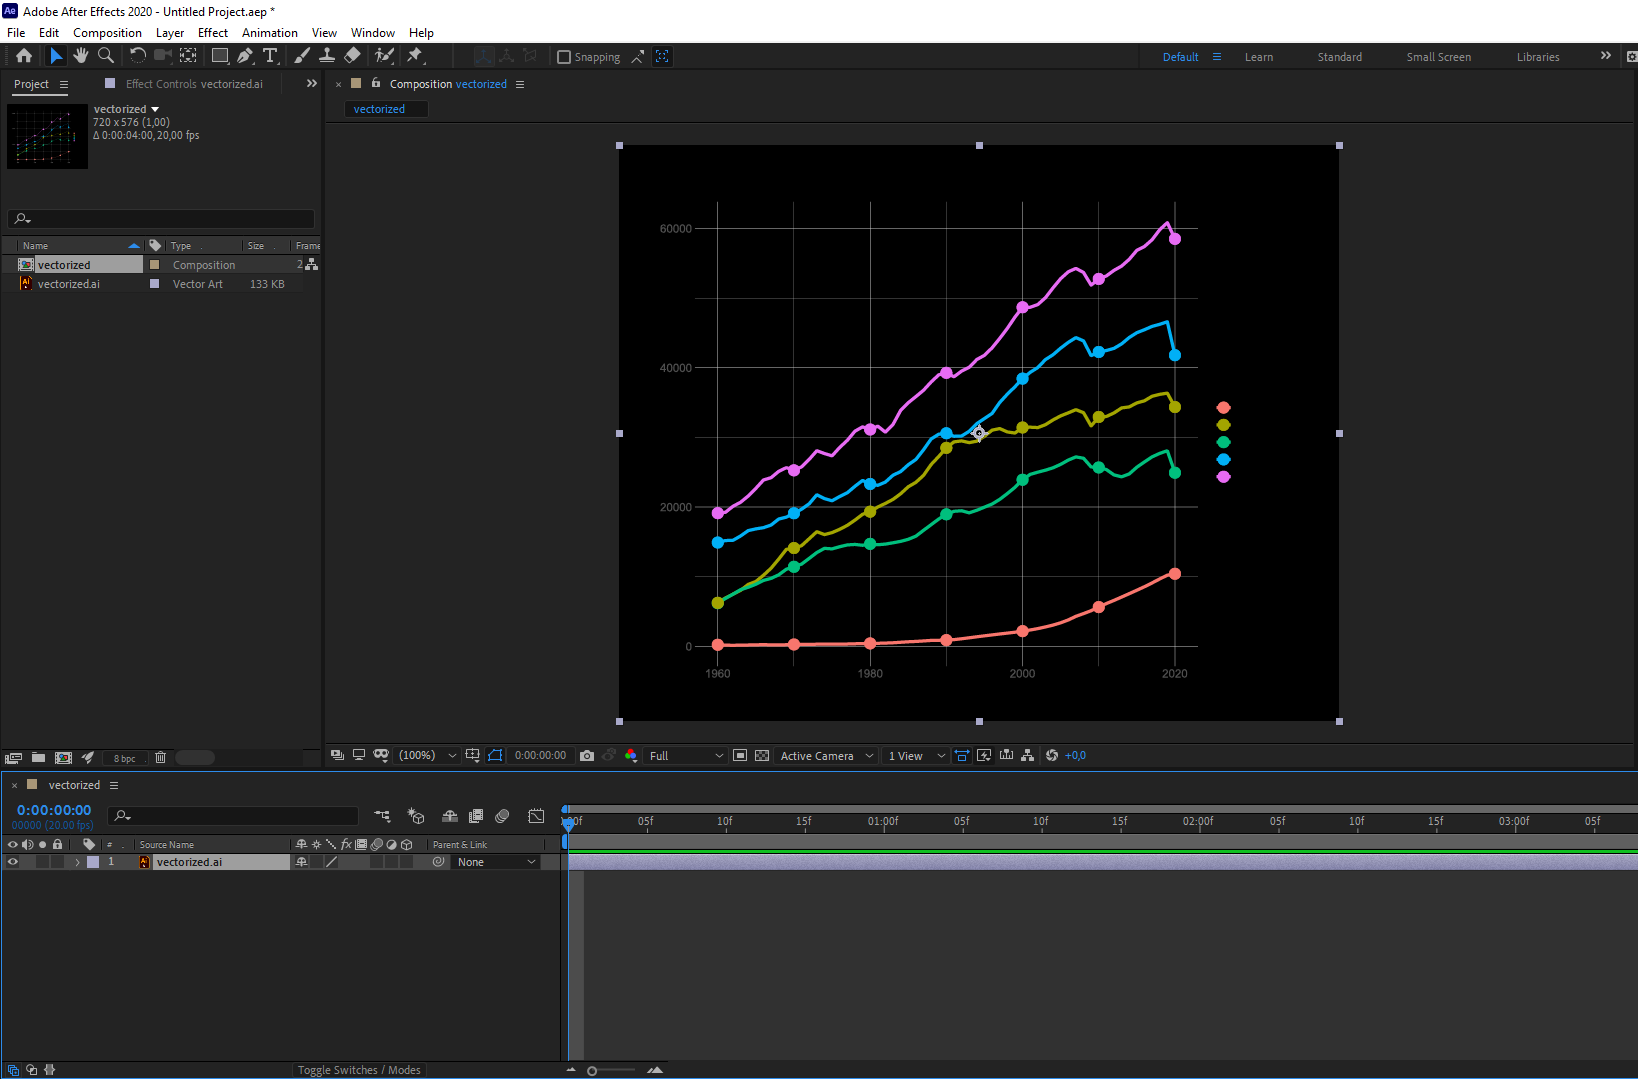 Ae Adobe After Effects 2020 - Untitled Project.aep *
File Edit Composition Layer Effect Animation View Window Help
Snapping
Default Learn Standard Small Screen Libraries
Project Effect Controls vectorized.ai
Composition vectorized
vectorized
vectorized
720 x 576 (1,00)
Δ 0:00:04:00, 20,00 fps
Name Type Size Frame
vectorized Composition 2
vectorized.ai Vector Art 133 KB
60000
40000
20000
0
1960 1980 2000 2020
8 bpc
(100%) 0:00:00:00 Full Active Camera 1 View +0,0
vectorized
0:00:00:00
00000 (20.00 fps)
:00f 05f 10f 15f 01:00f 05f 10f 15f 02:00f 05f 10f 15f 03:00f 05f
# Source Name fx Parent & Link
1 Ai vectorized.ai None
Toggle Switches / Modes